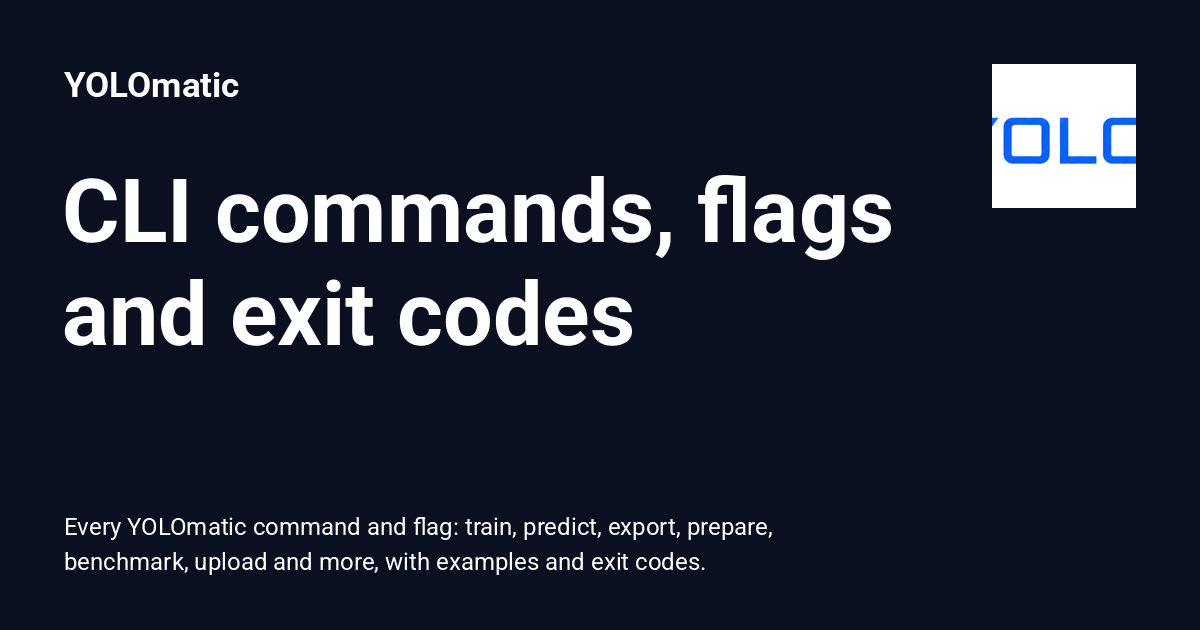 YOLOmatic
YOLO
CLI commands, flags
and exit codes
Every YOLOmatic command and flag: train, predict, export, prepare,
benchmark, upload and more, with examples and exit codes.